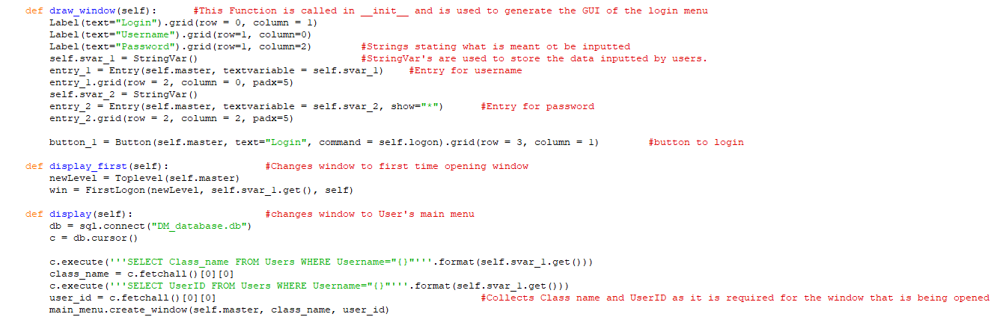 def draw_window(self):      #This Function is called in __init__ and is used to generate the GUI of the login menu
    Label(text="Login").grid(row = 0, column = 1)
    Label(text="Username").grid(row=1, column=0)
    Label(text="Password").grid(row=1, column=2)        #Strings stating what is meant ot be inputted
    self.svar_1 = StringVar()                           #StringVar's are used to store the data inputted by users.
    entry_1 = Entry(self.master, textvariable = self.svar_1)    #Entry for username
    entry_1.grid(row = 2, column = 0, padx=5)
    self.svar_2 = StringVar()
    entry_2 = Entry(self.master, textvariable = self.svar_2, show="*")      #Entry for password
    entry_2.grid(row = 2, column = 2, padx=5)

    button_1 = Button(self.master, text="Login", command = self.logon).grid(row = 3, column = 1)        #button to login

def display_first(self):                #Changes window to first time opening window
    newLevel = Toplevel(self.master)
    win = FirstLogon(newLevel, self.svar_1.get(), self)

def display(self):                      #changes window to User's main menu
    db = sql.connect("DM_database.db")
    c = db.cursor()

    c.execute('''SELECT Class_name FROM Users WHERE Username="{}"'''.format(self.svar_1.get()))
    class_name = c.fetchall()[0][0]
    c.execute('''SELECT UserID FROM Users WHERE Username="{}"'''.format(self.svar_1.get()))
    user_id = c.fetchall()[0][0]                                            #Collects Class name and UserID as it is required for the window that is being opened
    main_menu.create_window(self.master, class_name, user_id)